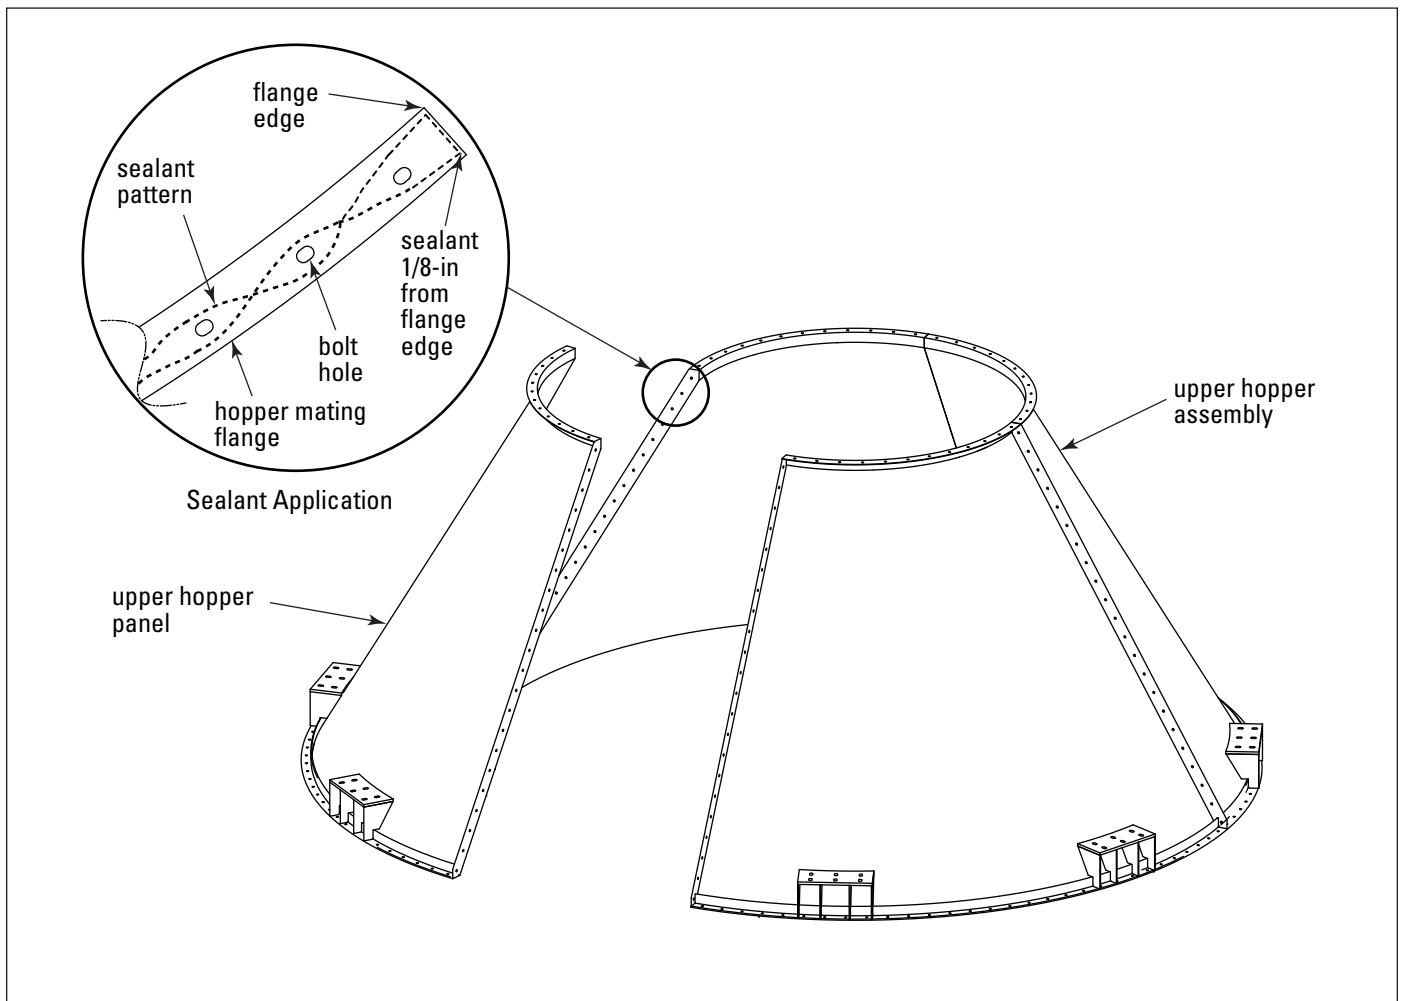 flange
edge
sealant
pattern
sealant
1/8-in
from
flange
edge
bolt
hole
hopper mating
flange
Sealant Application
upper hopper
assembly
upper hopper
panel